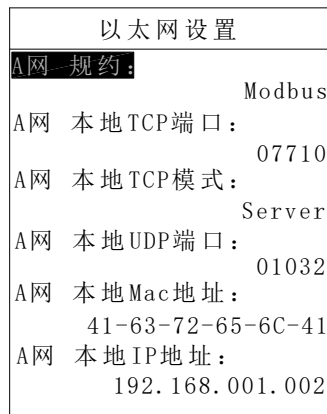 以太网设置
A网 规约：
Modbus
A网 本地TCP端口：
07710
A网 本地TCP模式：
Server
A网 本地UDP端口：
01032
A网 本地Mac地址：
41-63-72-65-6C-41
A网 本地IP地址：
192.168.001.002